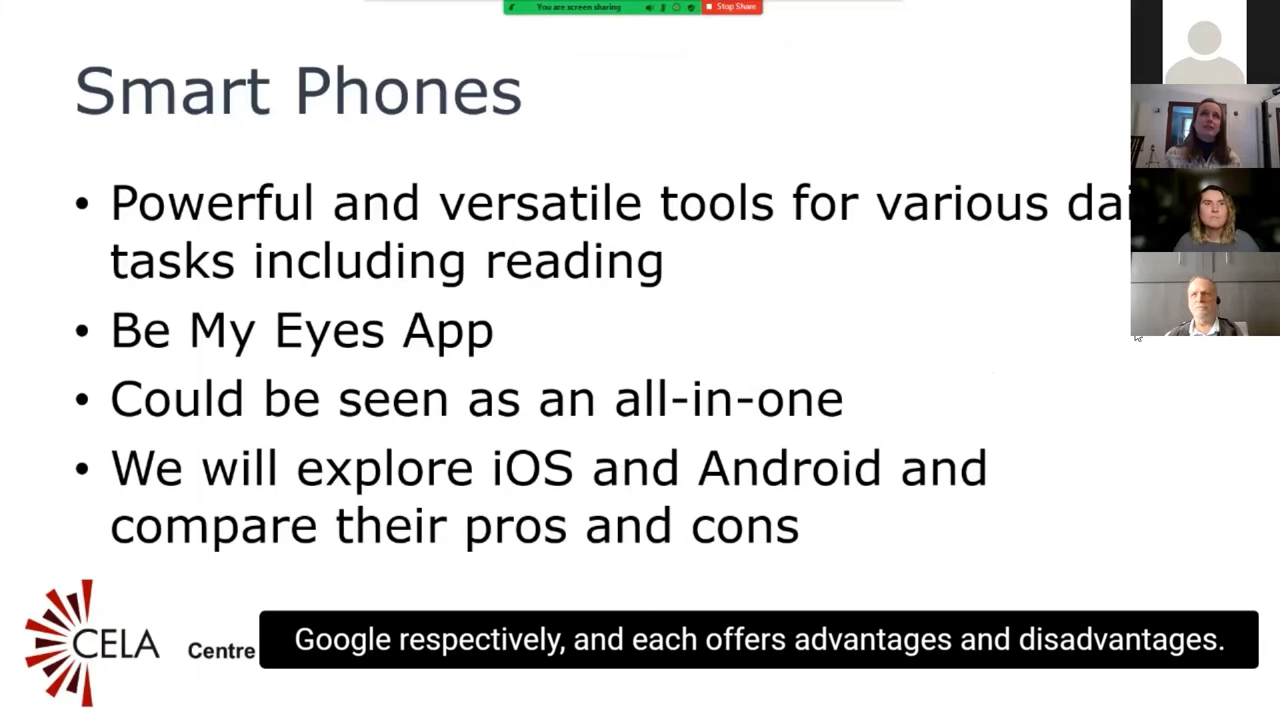 You are screen sharing
Stop Share
Smart Phones
• Powerful and versatile tools for various dai
tasks including reading
• Be My Eyes App
• Could be seen as an all-in-one
• We will explore iOS and Android and
compare their pros and cons
CELA
Centre
Google respectively, and each offers advantages and disadvantages.